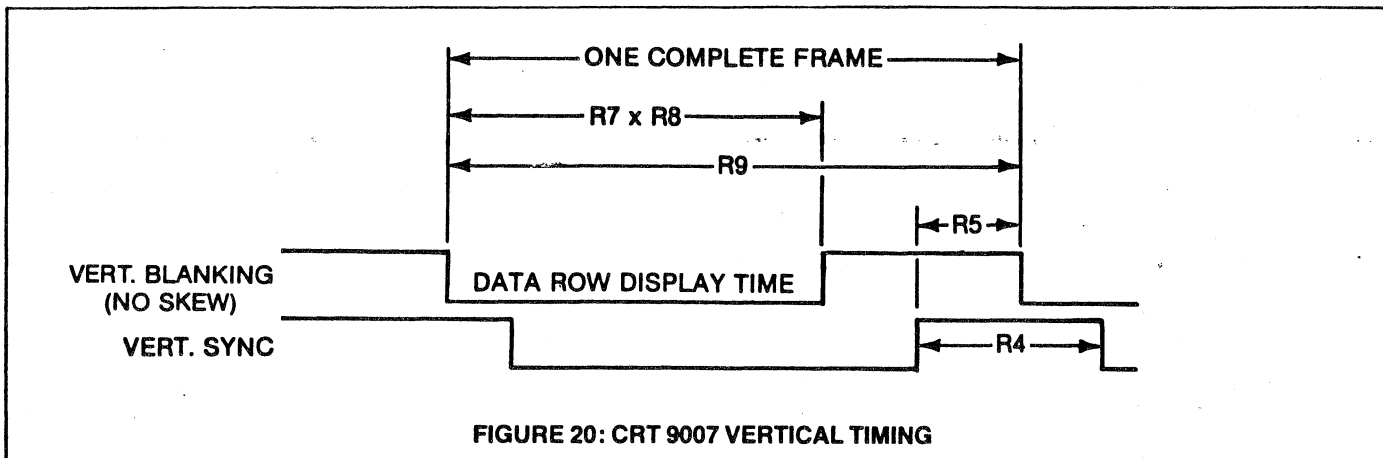 ONE COMPLETE FRAME
R7 x R8
R9
R5
VERT. BLANKING
(NO SKEW)
DATA ROW DISPLAY TIME
VERT. SYNC
R4
FIGURE 20: CRT 9007 VERTICAL TIMING